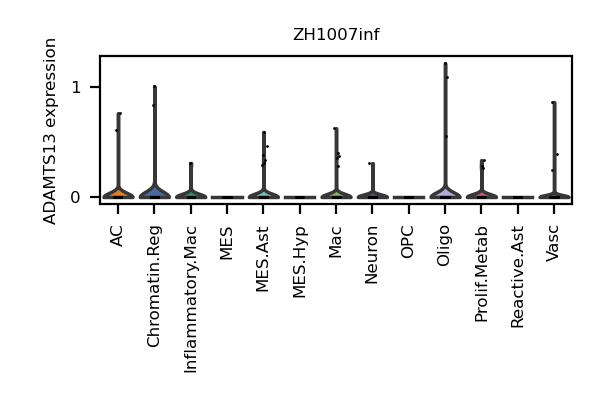 ZH1007inf
ADAMTS13 expression
1
0
AC
Chromatin.Reg
Inflammatory.Mac
MES
MES.Ast
MES.Hyp
Mac
Neuron
OPC
Oligo
Prolif.Metab
Reactive.Ast
Vasc